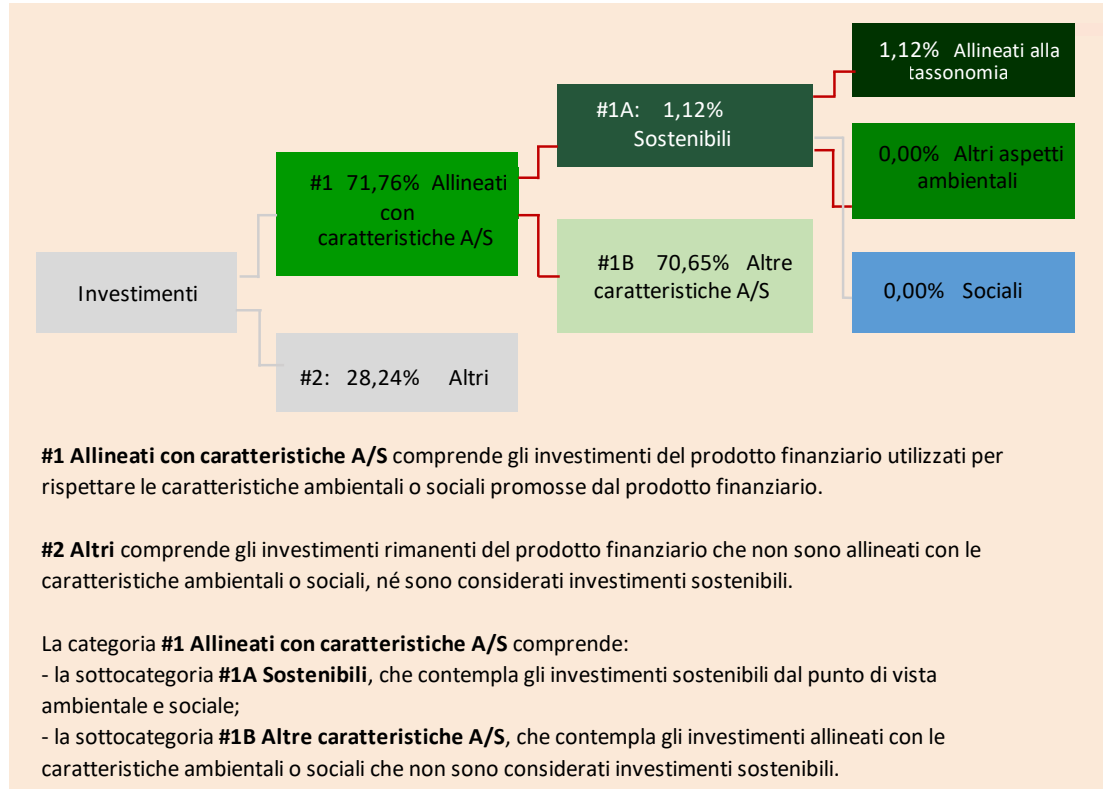 1,12% Allineati alla
tassonomia
#1A: 1,12%
Sostenibili
0,00% Altri aspetti
ambientali
#1 71,76% Allineati
con
caratteristiche A/S
#1B 70,65% Altre
caratteristiche A/S
0,00% Sociali
Investimenti
#2: 28,24% Altri
#1 Allineati con caratteristiche A/S comprende gli investimenti del prodotto finanziario utilizzati per
rispettare le caratteristiche ambientali o sociali promosse dal prodotto finanziario.
#2 Altri comprende gli investimenti rimanenti del prodotto finanziario che non sono allineati con le
caratteristiche ambientali o sociali, né sono considerati investimenti sostenibili.
La categoria #1 Allineati con caratteristiche A/S comprende:
- la sottocategoria #1A Sostenibili, che contempla gli investimenti sostenibili dal punto di vista
ambientale e sociale;
- la sottocategoria #1B Altre caratteristiche A/S, che contempla gli investimenti allineati con le
caratteristiche ambientali o sociali che non sono considerati investimenti sostenibili.